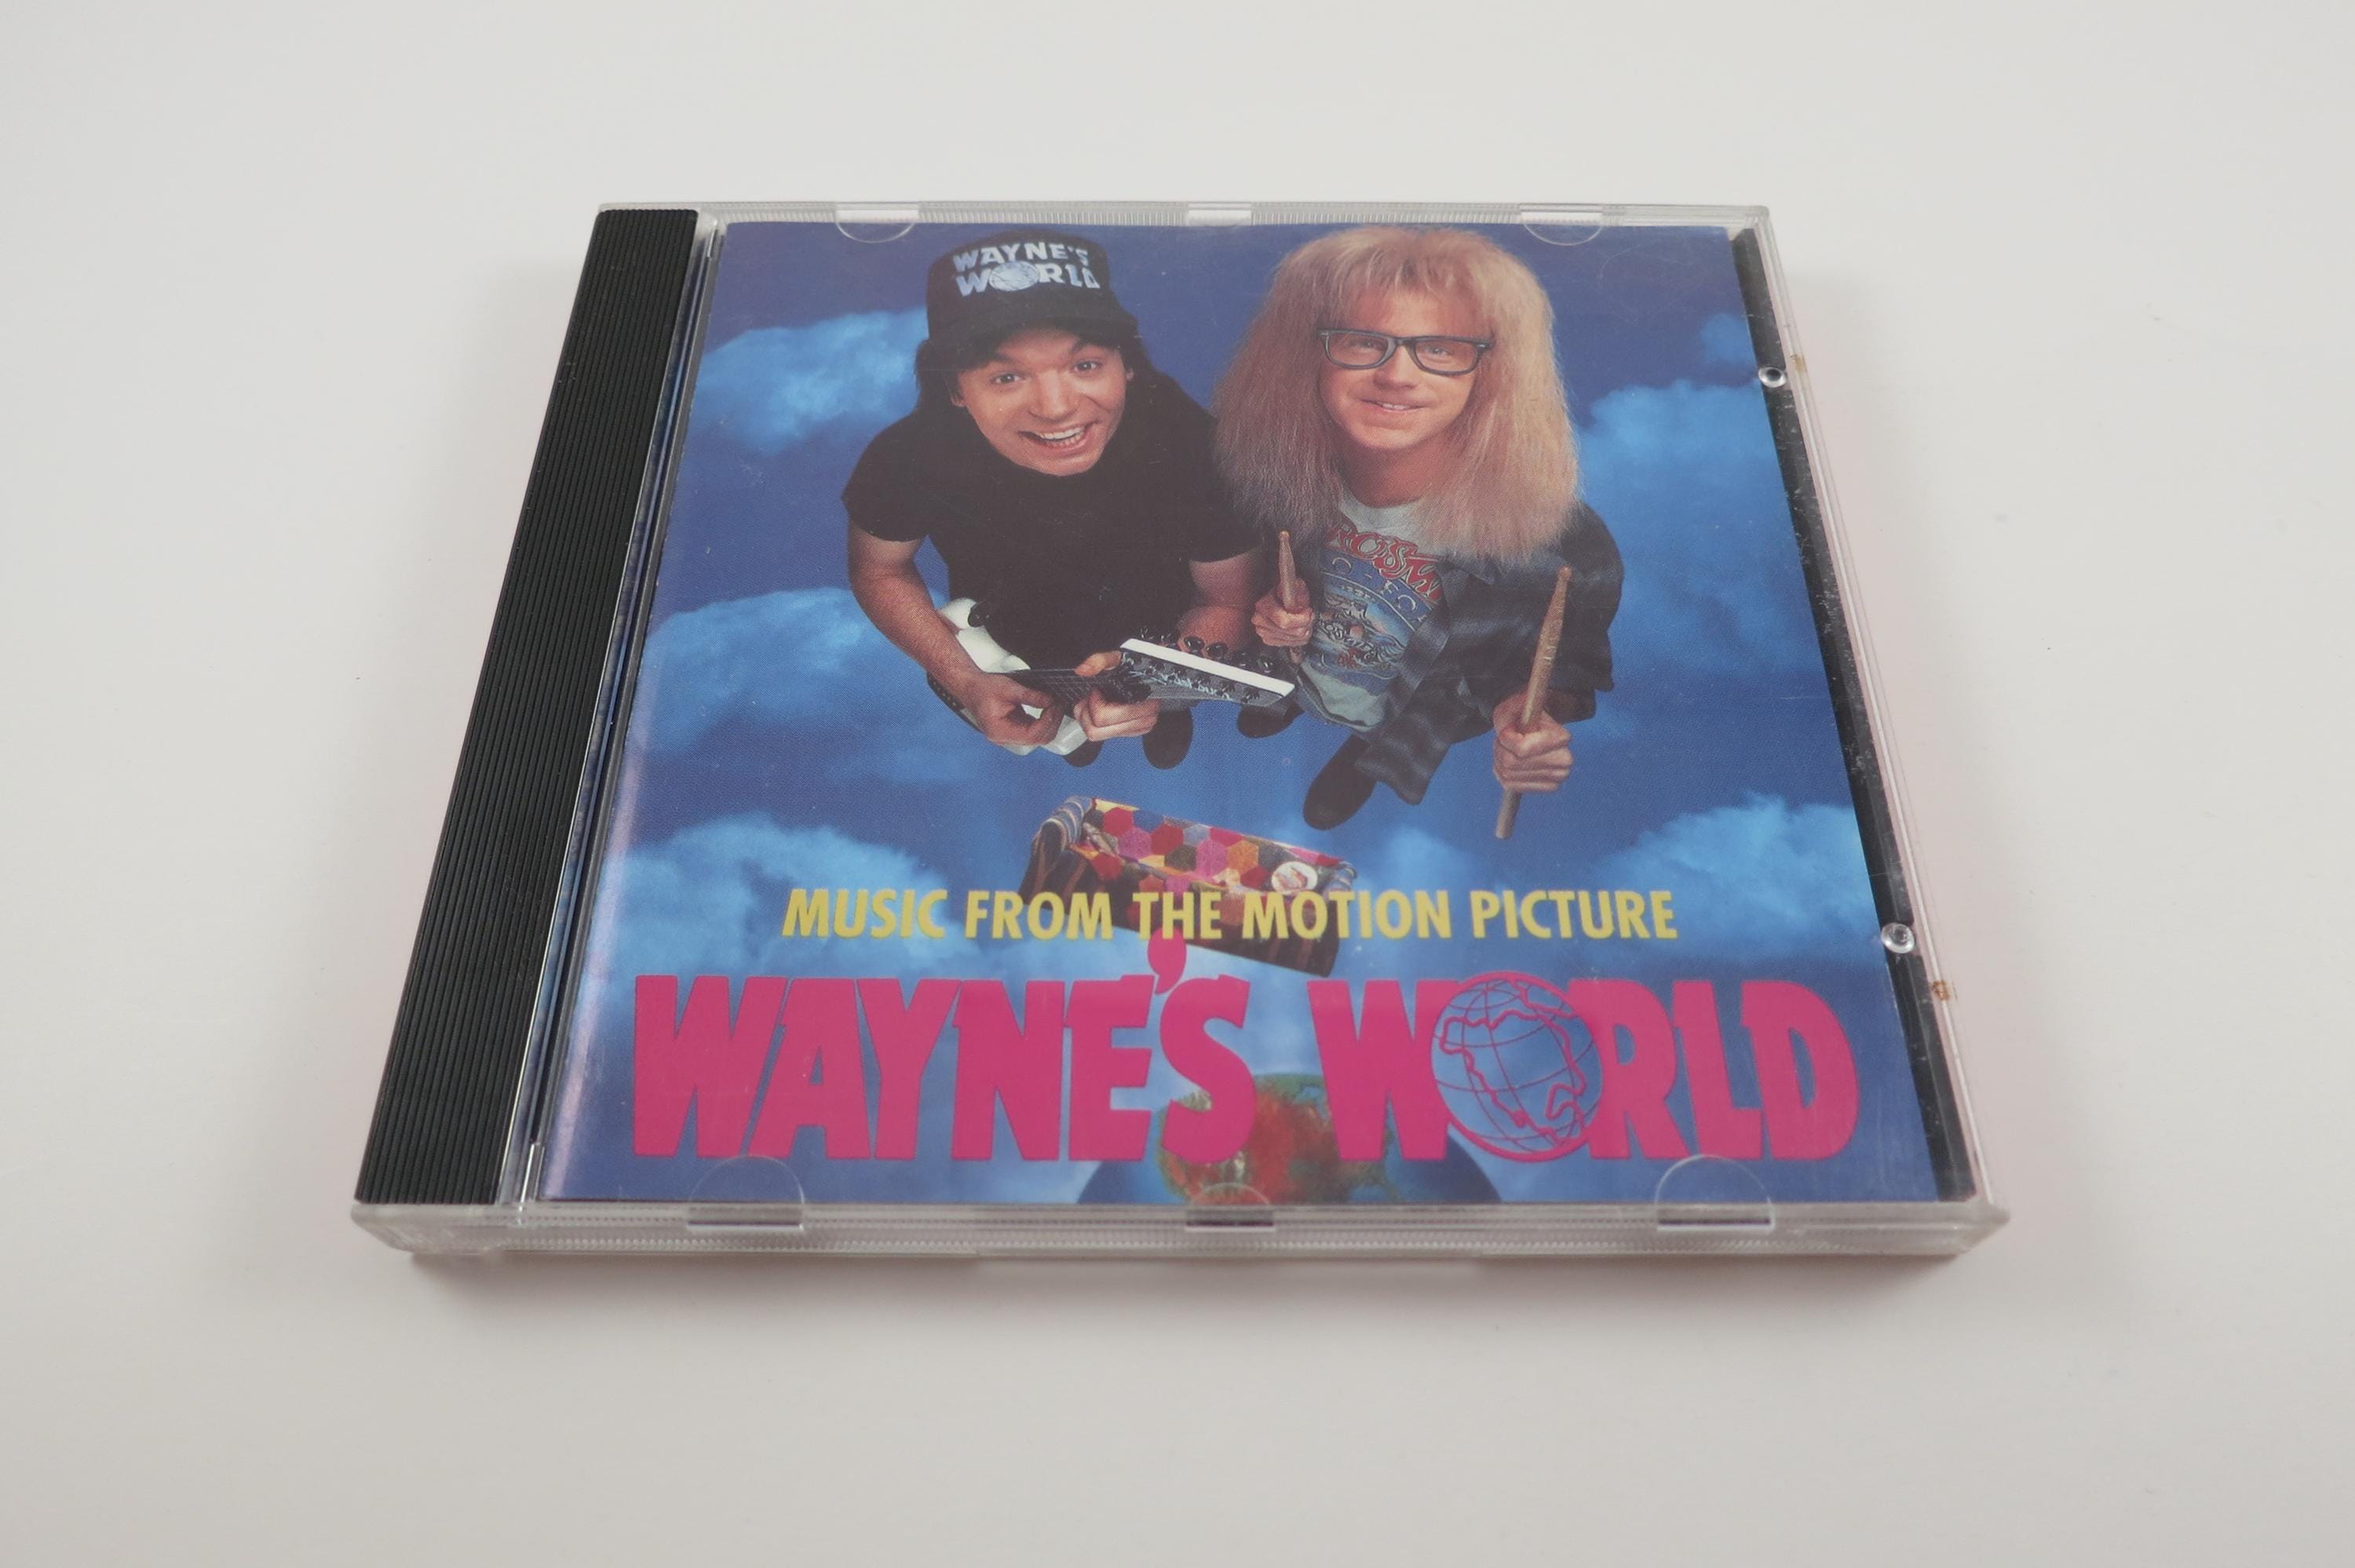 WAYNE'S
WORLD
MUSIC FROM THE MOTION PICTURE
WAYNE'S WORLD